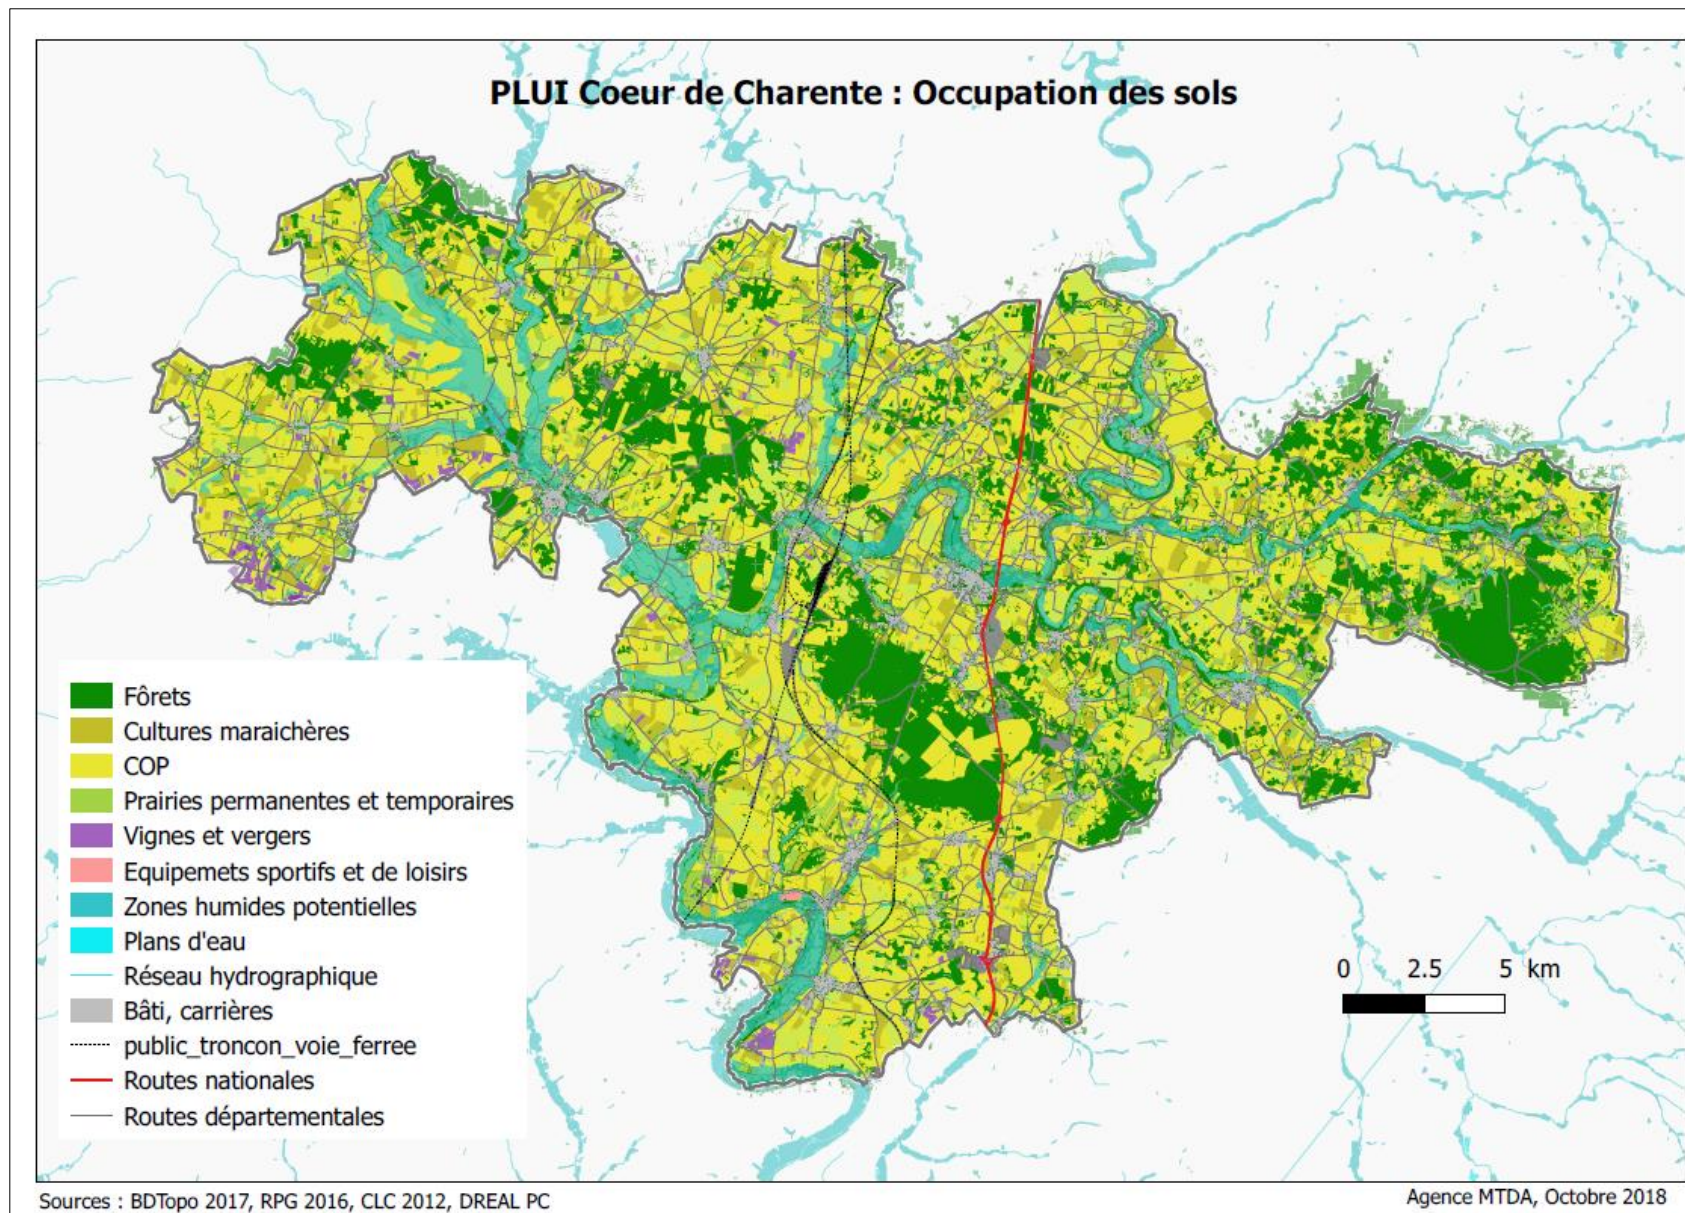 PLUI Coeur de Charente : Occupation des sols
Fôrets
Cultures maraichères
COP
Prairies permanentes et temporaires
Vignes et vergers
Equipemets sportifs et de loisirs
Zones humides potentielles
Plans d'eau
Réseau hydrographique
Bâti, carrières
public_troncon_voie_ferree
Routes nationales
Routes départementales
0 2.5 5 km
Sources : BDTopo 2017, RPG 2016, CLC 2012, DREAL PC
Agence MTDA, Octobre 2018